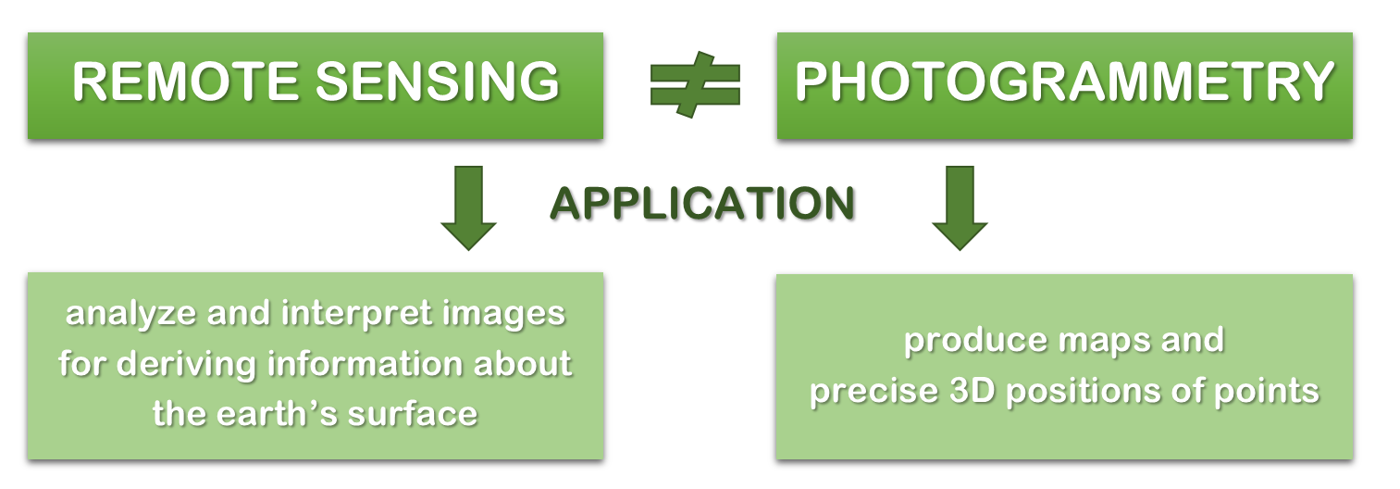 REMOTE SENSING ≠ PHOTOGRAMMETRY
APPLICATION
analyze and interpret images
for deriving information about
the earth's surface
produce maps and
precise 3D positions of points